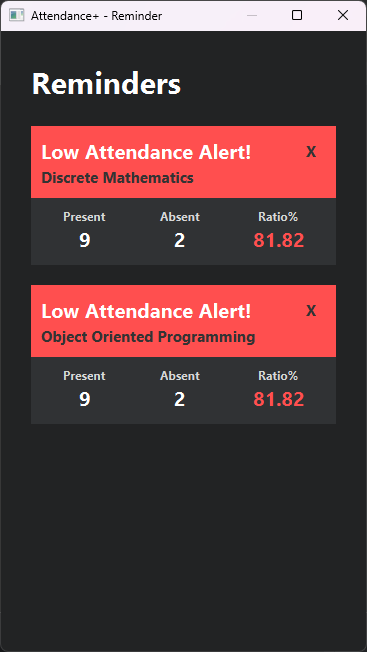 Attendance+ - Reminder
Reminders
Low Attendance Alert! X
Discrete Mathematics
Present Absent Ratio%
9 2 81.82
Low Attendance Alert! X
Object Oriented Programming
Present Absent Ratio%
9 2 81.82